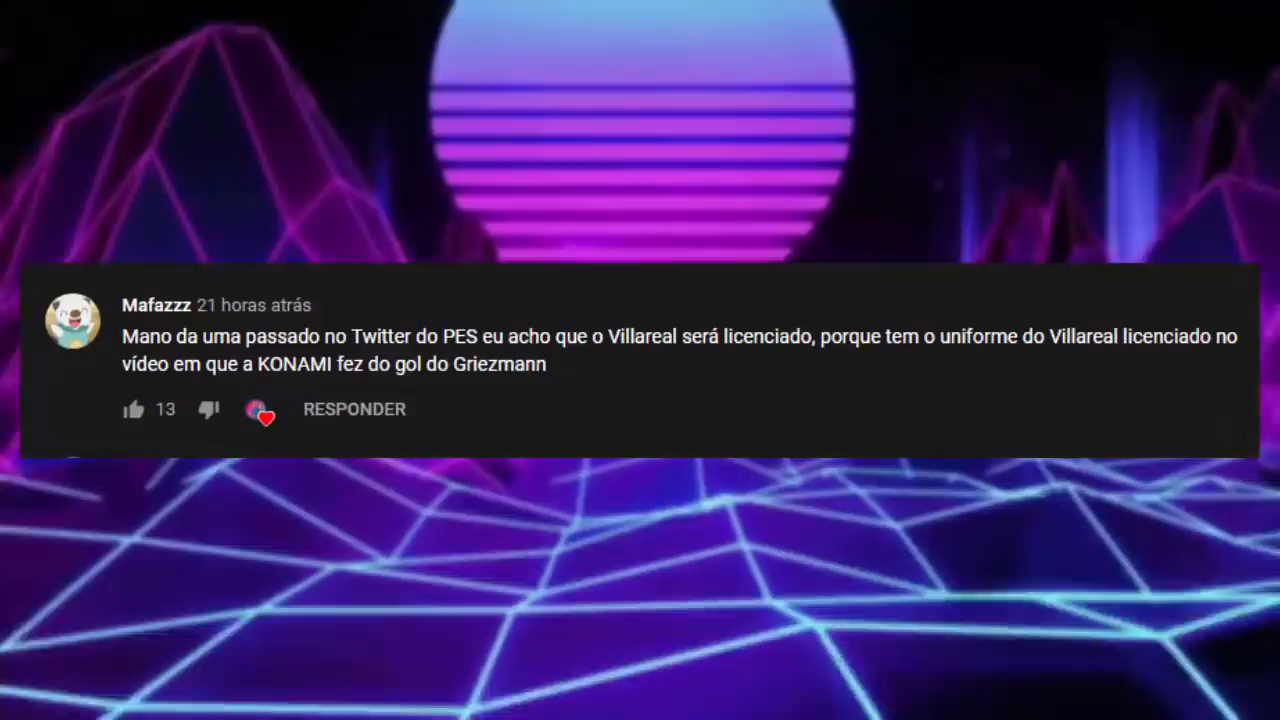 Mafazzz 21 horas atrás
Mano da uma passado no Twitter do PES eu acho que o Villareal será licenciado, porque tem o uniforme do Villareal licenciado no
vídeo em que a KONAMI fez do gol do Griezmann
13 RESPONDER